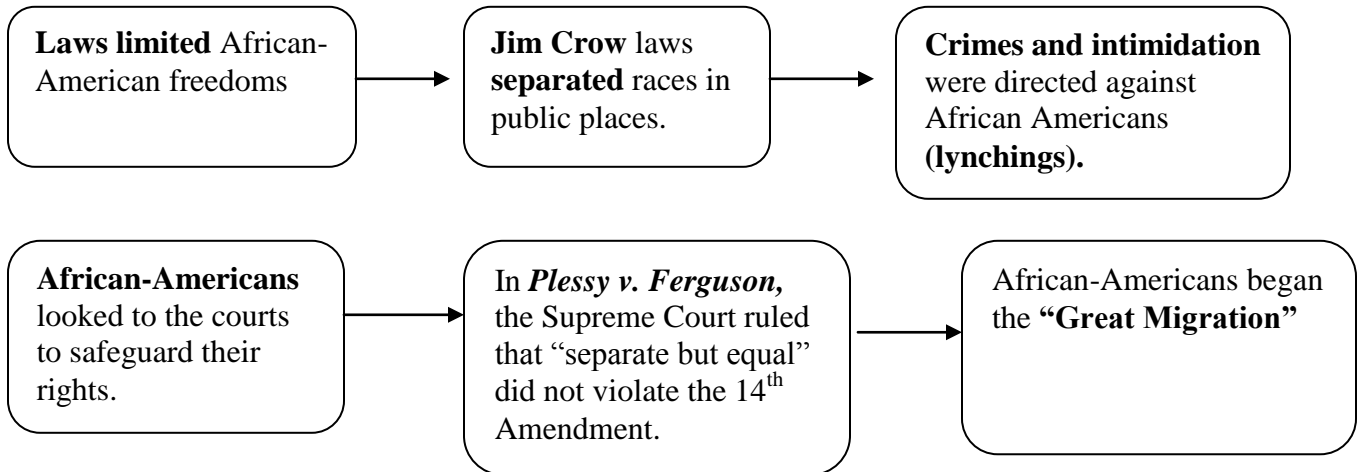 Laws limited African-
American freedoms
Jim Crow laws
separated races in
public places.
Crimes and intimidation
were directed against
African Americans
(lynchings).
African-Americans
looked to the courts
to safeguard their
rights.
In Plessy v. Ferguson,
the Supreme Court ruled
that “separate but equal”
did not violate the 14th
Amendment.
African-Americans began
the “Great Migration”